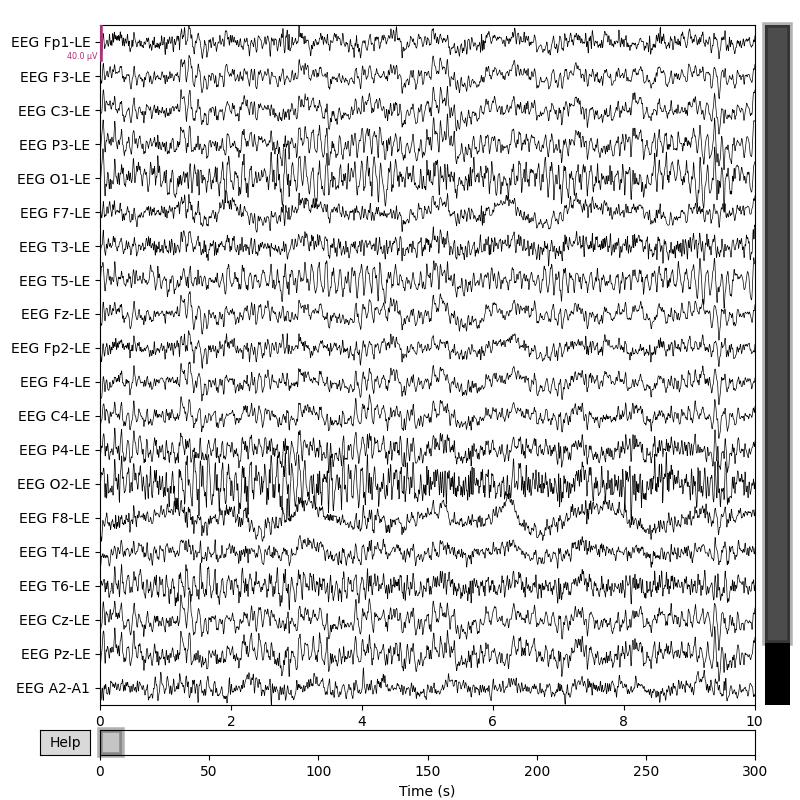 EEG Fp1-LE
40.0 µV
EEG F3-LE
EEG C3-LE
EEG P3-LE
EEG O1-LE
EEG F7-LE
EEG T3-LE
EEG T5-LE
EEG Fz-LE
EEG Fp2-LE
EEG F4-LE
EEG C4-LE
EEG P4-LE
EEG O2-LE
EEG F8-LE
EEG T4-LE
EEG T6-LE
EEG Cz-LE
EEG Pz-LE
EEG A2-A1
0 2 4 6 8 10
Help
0 50 100 150 200 250 300
Time (s)